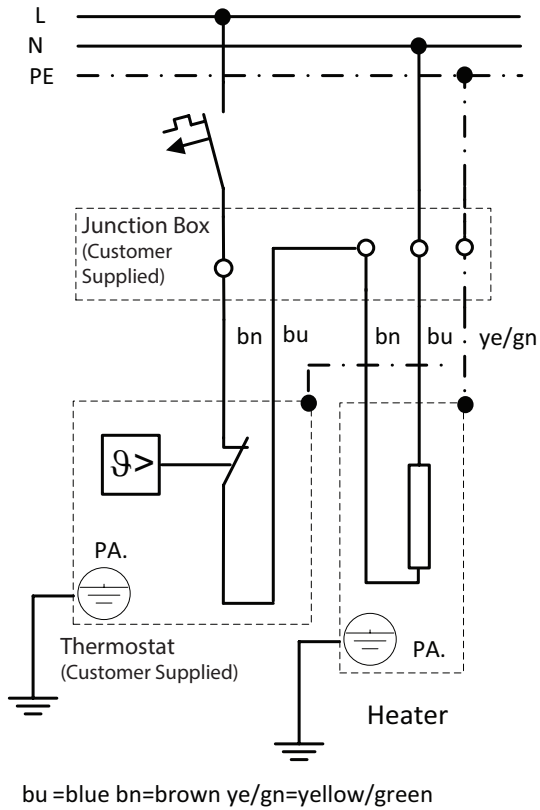 L
N
PE
Junction Box
(Customer
Supplied)
bn bu bn bu ye/gn
ϑ>
PA.
Thermostat
(Customer Supplied)
PA.
Heater
bu =blue bn=brown ye/gn=yellow/green